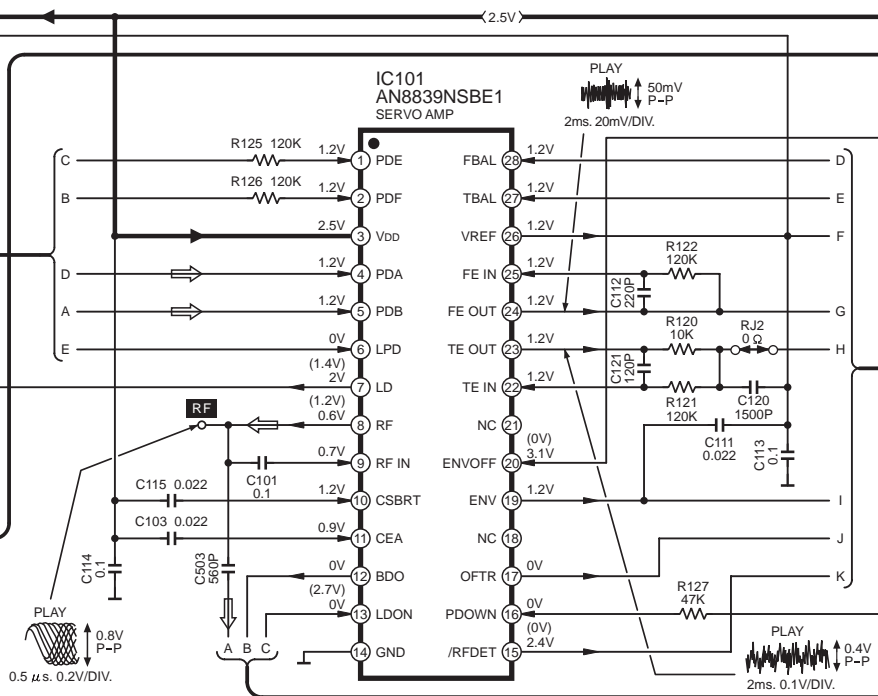 2.5V
IC101
AN8839NSBE1
SERVO AMP
PLAY
50mV
P-P
2ms. 20mV/DIV.
C
R125 120K
1.2V
1
PDE
FBAL
28
1.2V
D
B
R126 120K
1.2V
2
PDF
TBAL
27
1.2V
E
2.5V
3
VDD
VREF
26
1.2V
F
D
1.2V
4
PDA
FE IN
25
1.2V
C112
220P
R122
120K
A
1.2V
5
PDB
FE OUT
24
1.2V
G
E
0V
6
LPD
TE OUT
23
1.2V
R120
10K
RJ2
0 Ω
H
(1.4V)
2V
7
LD
TE IN
22
1.2V
C121
120P
R121
120K
C120
1500P
RF
(1.2V)
0.6V
8
RF
NC
21
C111
0.022
C113
0.1
0.7V
9
RF IN
C101
0.1
ENVOFF
20
(0V)
3.1V
C115 0.022
1.2V
10
CSBRT
ENV
19
1.2V
I
C103 0.022
0.9V
11
CEA
NC
18
J
C114
0.1
C503
560P
0V
12
BDO
OFTR
17
0V
K
(2.7V)
0V
13
LDON
PDOWN
16
0V
R127
47K
PLAY
0.8V
P-P
0.5 µs. 0.2V/DIV.
A B C
14
GND
/RFDET
15
(0V)
2.4V
PLAY
0.4V
P-P
2ms. 0.1V/DIV.